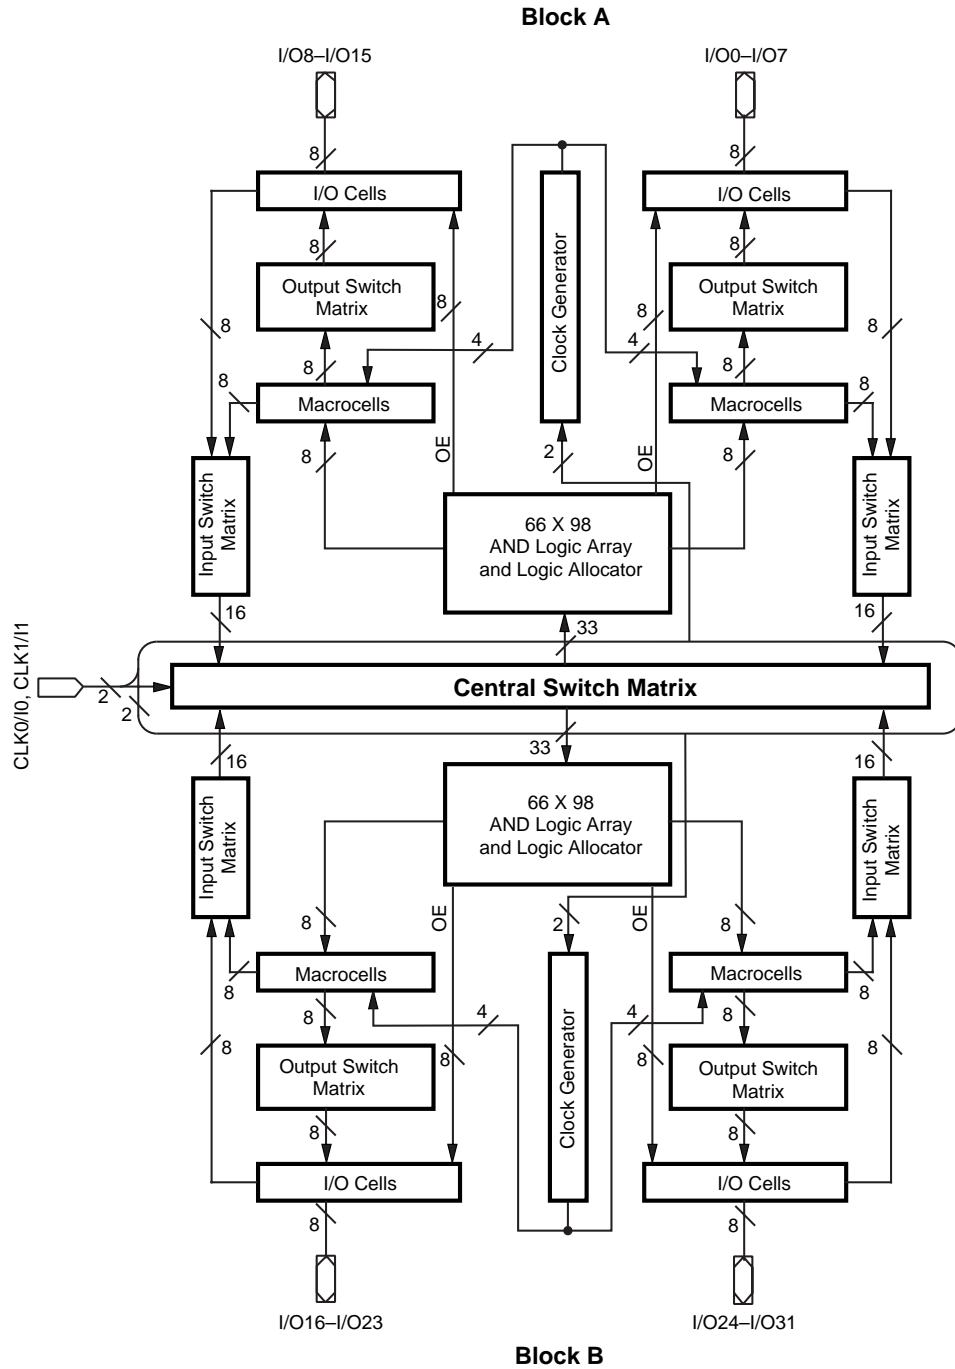 Block A
I/O8–I/O15
I/O0–I/O7
8
8
I/O Cells
I/O Cells
8
8
Output Switch
Matrix
Clock Generator
Output Switch
Matrix
8
8
8
8
4
4
8
8
8
8
Macrocells
Macrocells
8
OE
2
OE
8
Input Switch
Matrix
66 X 98
AND Logic Array
and Logic Allocator
Input Switch
Matrix
16
33
16
CLK0/I0, CLK1/I1
2
2
Central Switch Matrix
16
33
16
Input Switch
Matrix
66 X 98
AND Logic Array
and Logic Allocator
Input Switch
Matrix
8
OE
2
OE
8
Macrocells
Macrocells
8
8
8
8
4
4
8
8
8
8
Output Switch
Matrix
Clock Generator
Output Switch
Matrix
8
8
I/O Cells
I/O Cells
8
8
I/O16–I/O23
I/O24–I/O31
Block B